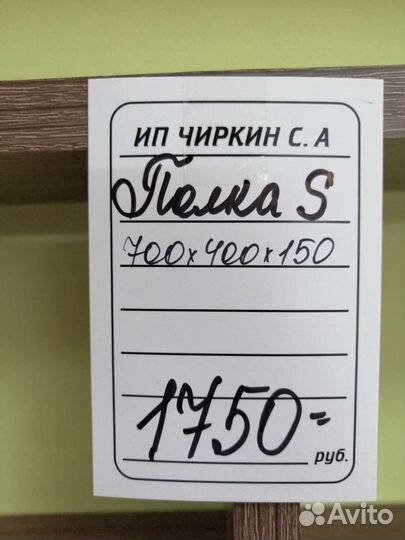 ИП ЧИРКИН С. А
Полка S
700х400х150
1750=
руб.
Avito